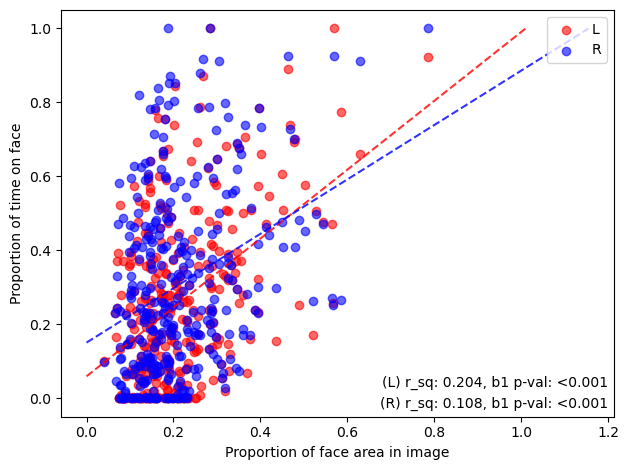 1.0
0.8
0.6
0.4
0.2
0.0
Proportion of time on face
L
R
(L) r_sq: 0.204, b1 p-val: <0.001
(R) r_sq: 0.108, b1 p-val: <0.001
0.0 0.2 0.4 0.6 0.8 1.0 1.2
Proportion of face area in image